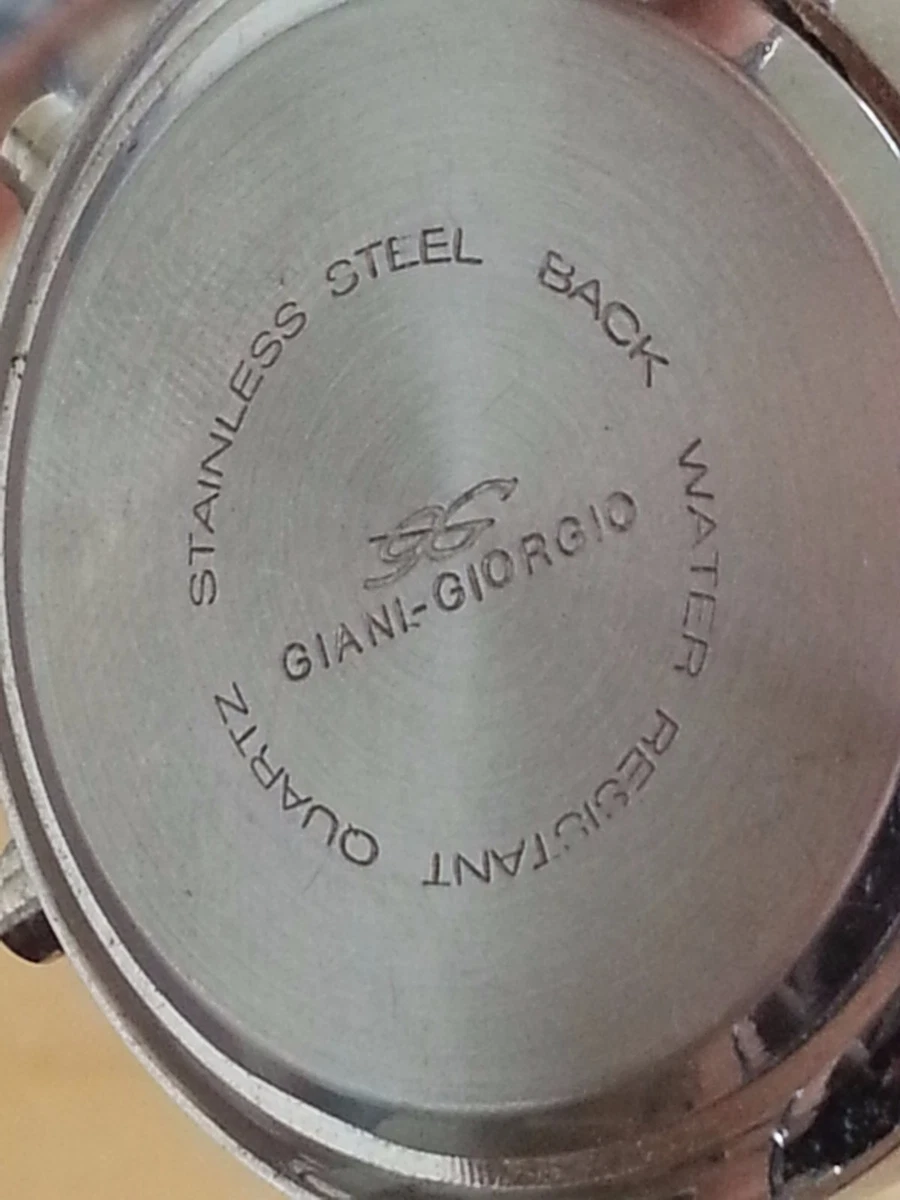 STAINLESS STEEL BACK WATER RESISTANT QUARTZ
GG
GIANI-GIORGIO